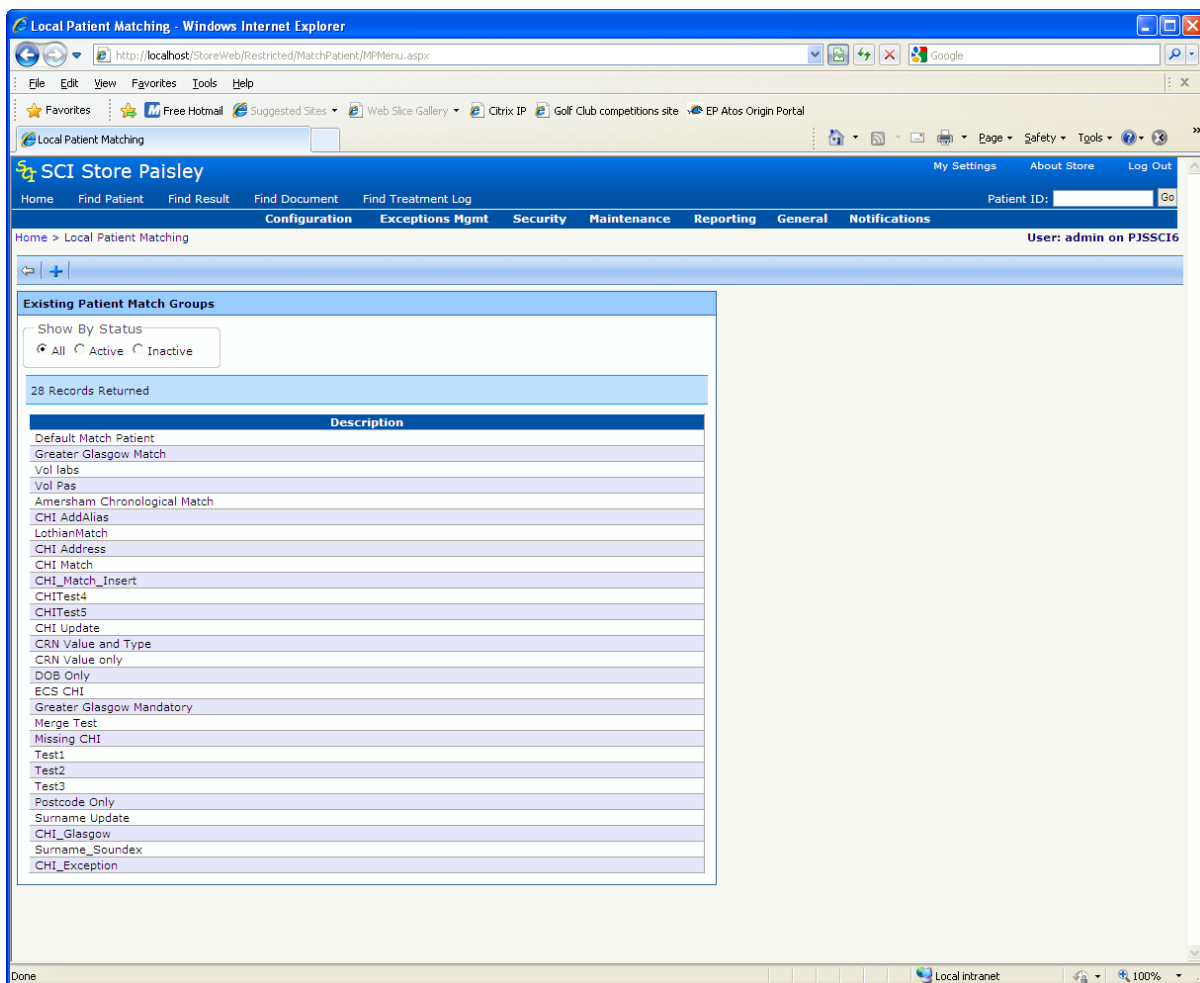 Local Patient Matching - Windows Internet Explorer
http://localhost/StoreWeb/Restricted/MatchPatient/MPMenu.aspx
Google
File Edit View Favorites Tools Help
Favorites Free Hotmail Suggested Sites Web Slice Gallery Citrix IP Golf Club competitions site EP Atos Origin Portal
Local Patient Matching
Page Safety Tools
SCI Store Paisley
My Settings About Store Log Out
Home Find Patient Find Result Find Document Find Treatment Log
Patient ID: Go
Configuration Exceptions Mgmt Security Maintenance Reporting General Notifications
Home > Local Patient Matching
User: admin on PJSSCI6
Existing Patient Match Groups
Show By Status
All Active Inactive
28 Records Returned
Description
Default Match Patient
Greater Glasgow Match
Vol labs
Vol Pas
Amersham Chronological Match
CHI AddAlias
LothianMatch
CHI Address
CHI Match
CHI_Match_Insert
CHITest4
CHITest5
CHI Update
CRN Value and Type
CRN Value only
DOB Only
ECS CHI
Greater Glasgow Mandatory
Merge Test
Missing CHI
Test1
Test2
Test3
Postcode Only
Surname Update
CHI_Glasgow
Surname_Soundex
CHI_Exception
Done
Local intranet
100%